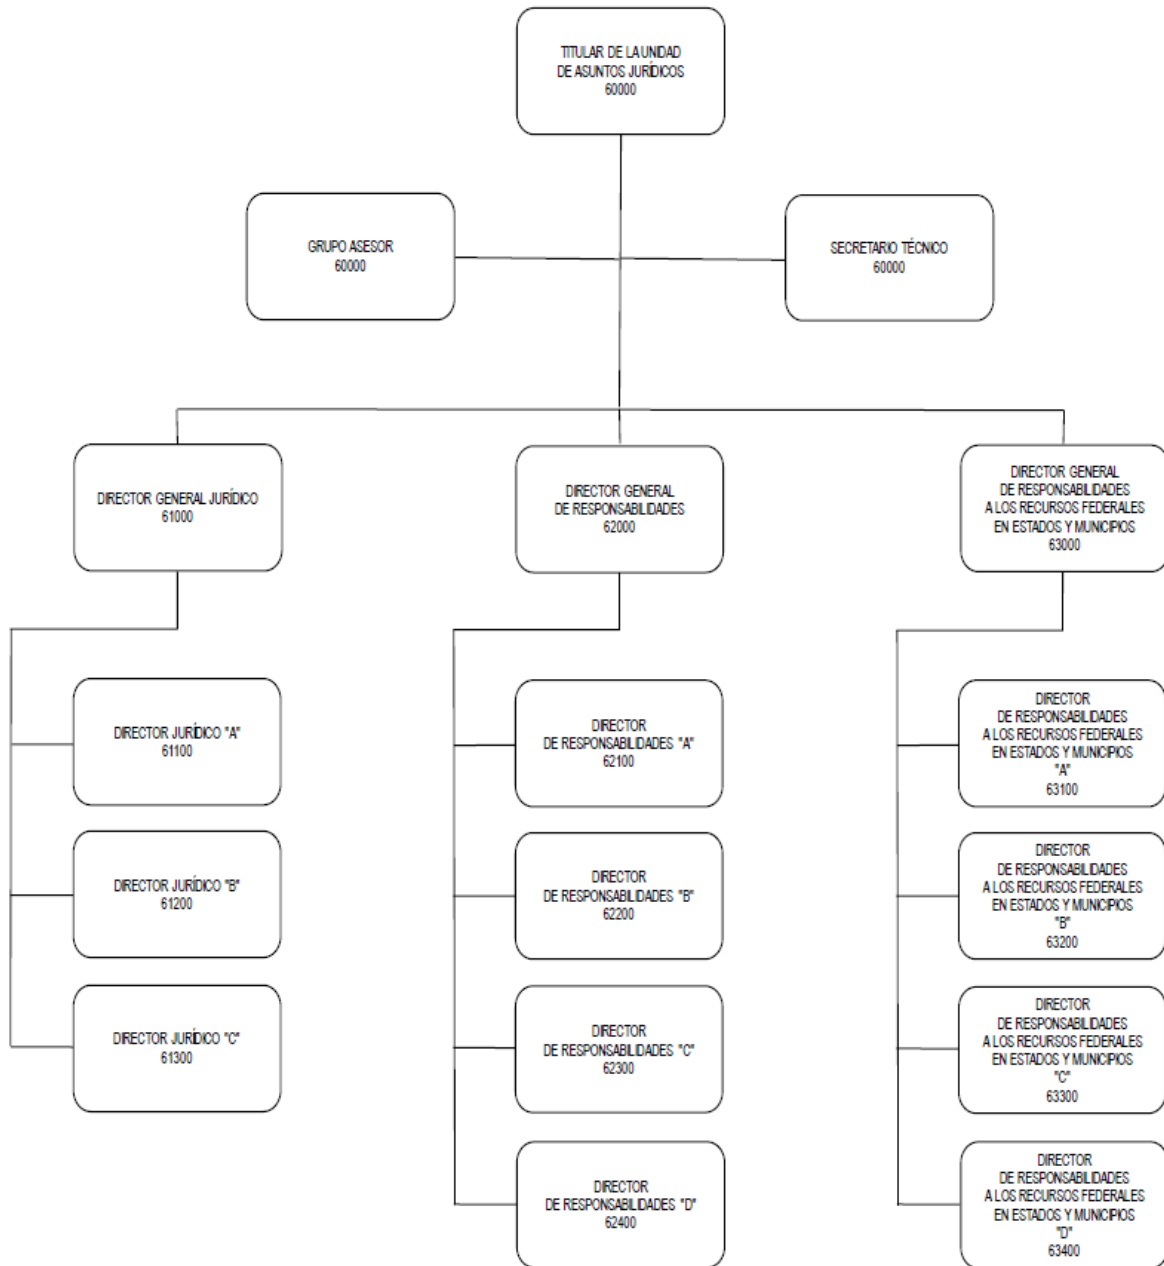 TITULAR DE LA UNIDAD
DE ASUNTOS JURÍDICOS
60000
GRUPO ASESOR
60000
SECRETARIO TÉCNICO
60000
DIRECTOR GENERAL JURÍDICO
61000
DIRECTOR GENERAL
DE RESPONSABILIDADES
62000
DIRECTOR GENERAL
DE RESPONSABILIDADES
A LOS RECURSOS FEDERALES
EN ESTADOS Y MUNICIPIOS
63000
DIRECTOR JURÍDICO "A"
61100
DIRECTOR JURÍDICO "B"
61200
DIRECTOR JURÍDICO "C"
61300
DIRECTOR
DE RESPONSABILIDADES "A"
62100
DIRECTOR
DE RESPONSABILIDADES "B"
62200
DIRECTOR
DE RESPONSABILIDADES "C"
62300
DIRECTOR
DE RESPONSABILIDADES "D"
62400
DIRECTOR
DE RESPONSABILIDADES
A LOS RECURSOS FEDERALES
EN ESTADOS Y MUNICIPIOS
"A"
63100
DIRECTOR
DE RESPONSABILIDADES
A LOS RECURSOS FEDERALES
EN ESTADOS Y MUNICIPIOS
"B"
63200
DIRECTOR
DE RESPONSABILIDADES
A LOS RECURSOS FEDERALES
EN ESTADOS Y MUNICIPIOS
"C"
63300
DIRECTOR
DE RESPONSABILIDADES
A LOS RECURSOS FEDERALES
EN ESTADOS Y MUNICIPIOS
"D"
63400